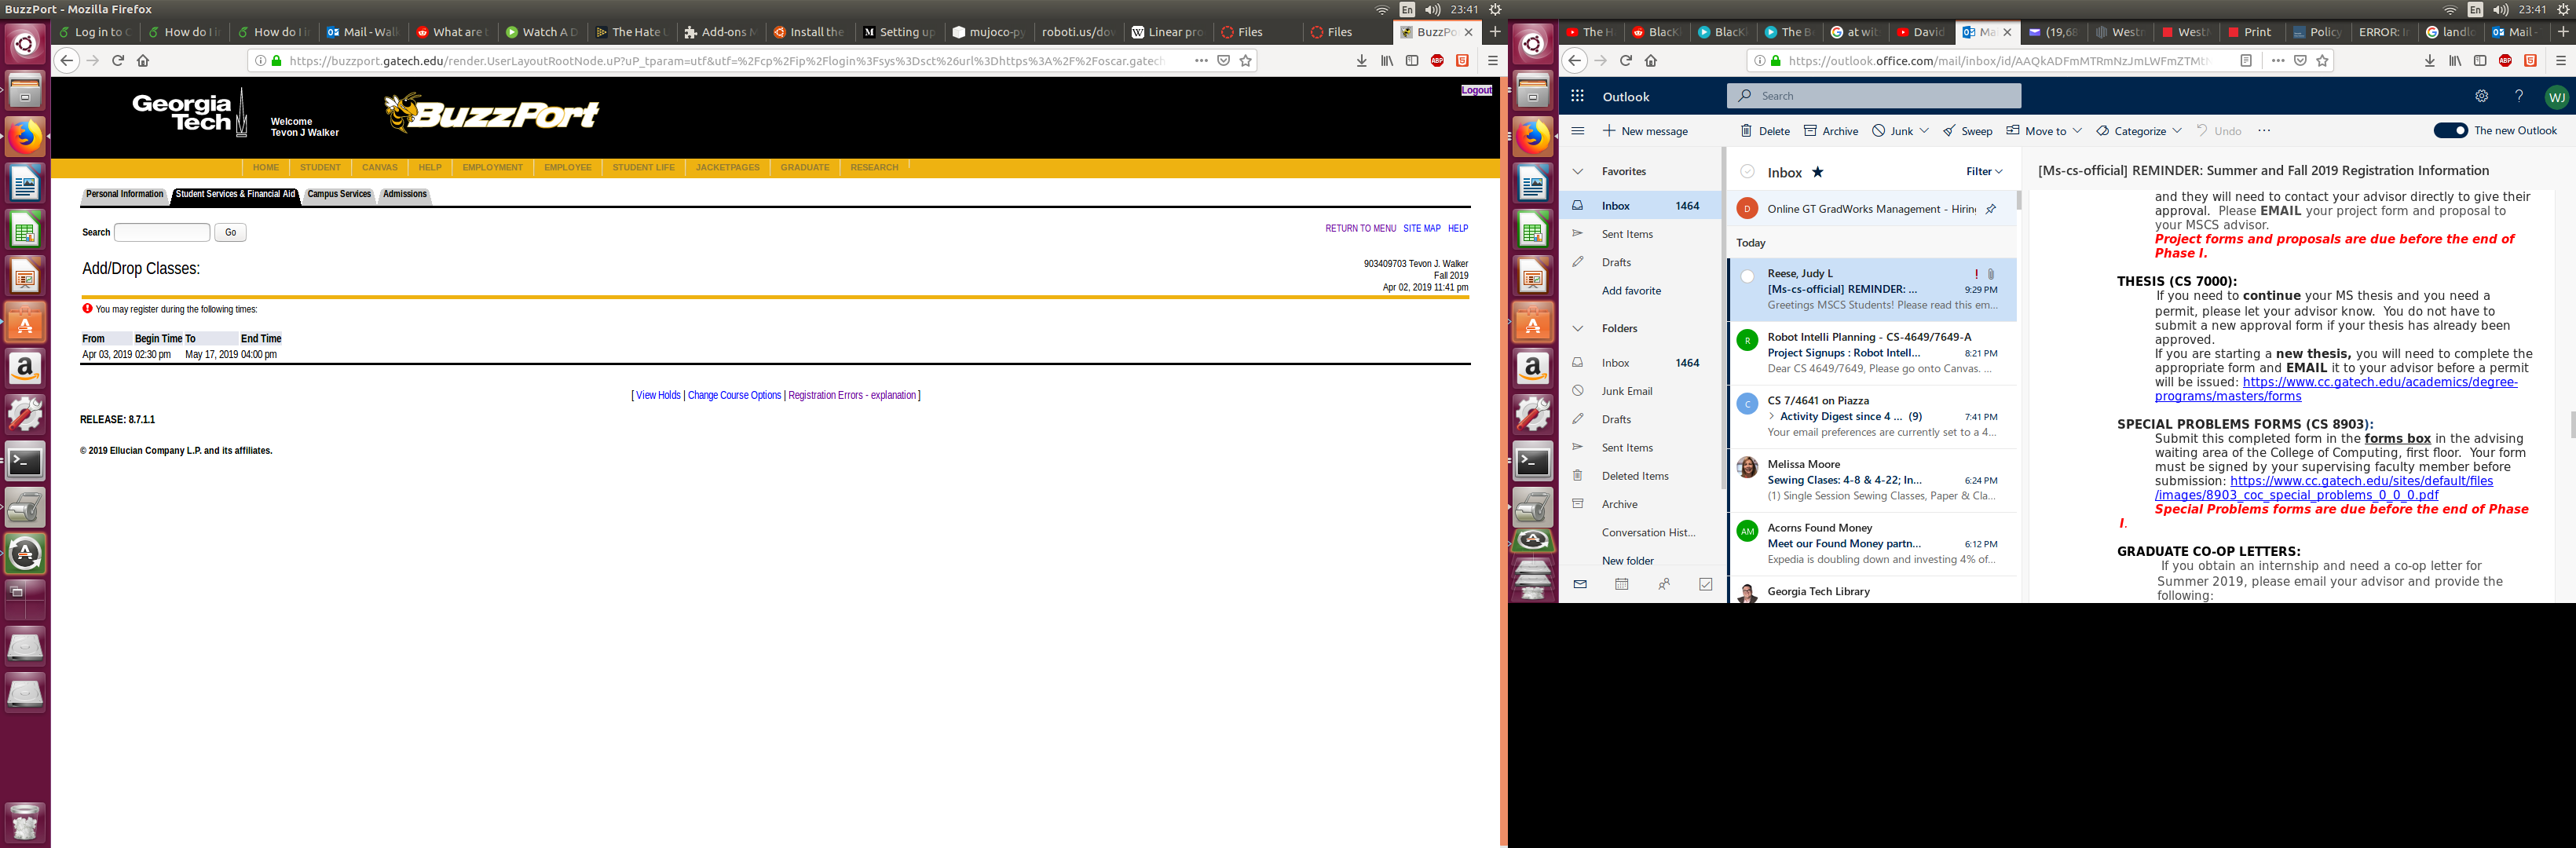 BuzzPort - Mozilla Firefox
En
23:41
Log in to
How do I i
How do I i
Mail - Walk
What are
Watch A D
The Hate U
Add-ons M
Install the
Setting up
mujoco-py
roboti.us/dow
Linear pro
Files
Files
BuzzPo
https://buzzport.gatech.edu/render.UserLayoutRootNode.uP?uP_tparam=utf&utf=%2Fcp%2Fip%2Flogin%3Fsys%3Dsct%26url%3Dhttps%3A%2F%2Foscar.gatech
Georgia
Tech
Welcome
Tevon J Walker
BuzzPort
Logout
HOME
STUDENT
CANVAS
HELP
EMPLOYMENT
EMPLOYEE
STUDENT LIFE
JACKETPAGES
GRADUATE
RESEARCH
Personal Information
Student Services & Financial Aid
Campus Services
Admissions
Search
Go
RETURN TO MENU SITE MAP HELP
Add/Drop Classes:
903409703 Tevon J. Walker
Fall 2019
Apr 02, 2019 11:41 pm
You may register during the following times:
From Begin Time To End Time
Apr 03, 2019 02:30 pm May 17, 2019 04:00 pm
[ View Holds | Change Course Options | Registration Errors - explanation ]
RELEASE: 8.7.1.1
© 2019 Ellucian Company L.P. and its affiliates.
En
23:41
The H
BlacK
BlacK
The B
at wit
David
Ma
(19,68
Westr
West
Print
Policy
ERROR: I
landlo
Mail -
https://outlook.office.com/mail/inbox/id/AAQkADFmMTRmNzJmLWFmZTMt
Outlook
Search
WJ
New message
Delete
Archive
Junk
Sweep
Move to
Categorize
Undo
The new Outlook
Favorites
Inbox 1464
Sent Items
Drafts
Add favorite
Folders
Inbox 1464
Junk Email
Drafts
Sent Items
Deleted Items
Archive
Conversation Hist...
New folder
Inbox
Filter
D
Online GT GradWorks Management - Hiring
Today
Reese, Judy L
[Ms-cs-official] REMINDER: ... 9:29 PM
Greetings MSCS Students! Please read this em...
R
Robot Intelli Planning - CS-4649/7649-A
Project Signups : Robot Intell... 8:21 PM
Dear CS 4649/7649, Please go onto Canvas. ...
C
CS 7/4641 on Piazza
> Activity Digest since 4 ... (9) 7:41 PM
Your email preferences are currently set to a 4...
Melissa Moore
Sewing Clases: 4-8 & 4-22; In... 6:24 PM
(1) Single Session Sewing Classes, Paper & Cla...
AM
Acorns Found Money
Meet our Found Money partn... 6:12 PM
Expedia is doubling down and investing 4% of...
Georgia Tech Library
[Ms-cs-official] REMINDER: Summer and Fall 2019 Registration Information
and they will need to contact your advisor directly to give their
approval. Please EMAIL your project form and proposal to
your MSCS advisor.
Project forms and proposals are due before the end of
Phase I.
THESIS (CS 7000):
If you need to continue your MS thesis and you need a
permit, please let your advisor know. You do not have to
submit a new approval form if your thesis has already been
approved.
If you are starting a new thesis, you will need to complete the
appropriate form and EMAIL it to your advisor before a permit
will be issued: https://www.cc.gatech.edu/academics/degree-
programs/masters/forms
SPECIAL PROBLEMS FORMS (CS 8903):
Submit this completed form in the forms box in the advising
waiting area of the College of Computing, first floor. Your form
must be signed by your supervising faculty member before
submission: https://www.cc.gatech.edu/sites/default/files
/images/8903_coc_special_problems_0_0_0.pdf
Special Problems forms are due before the end of Phase
I.
GRADUATE CO-OP LETTERS:
If you obtain an internship and need a co-op letter for
Summer 2019, please email your advisor and provide the
following: